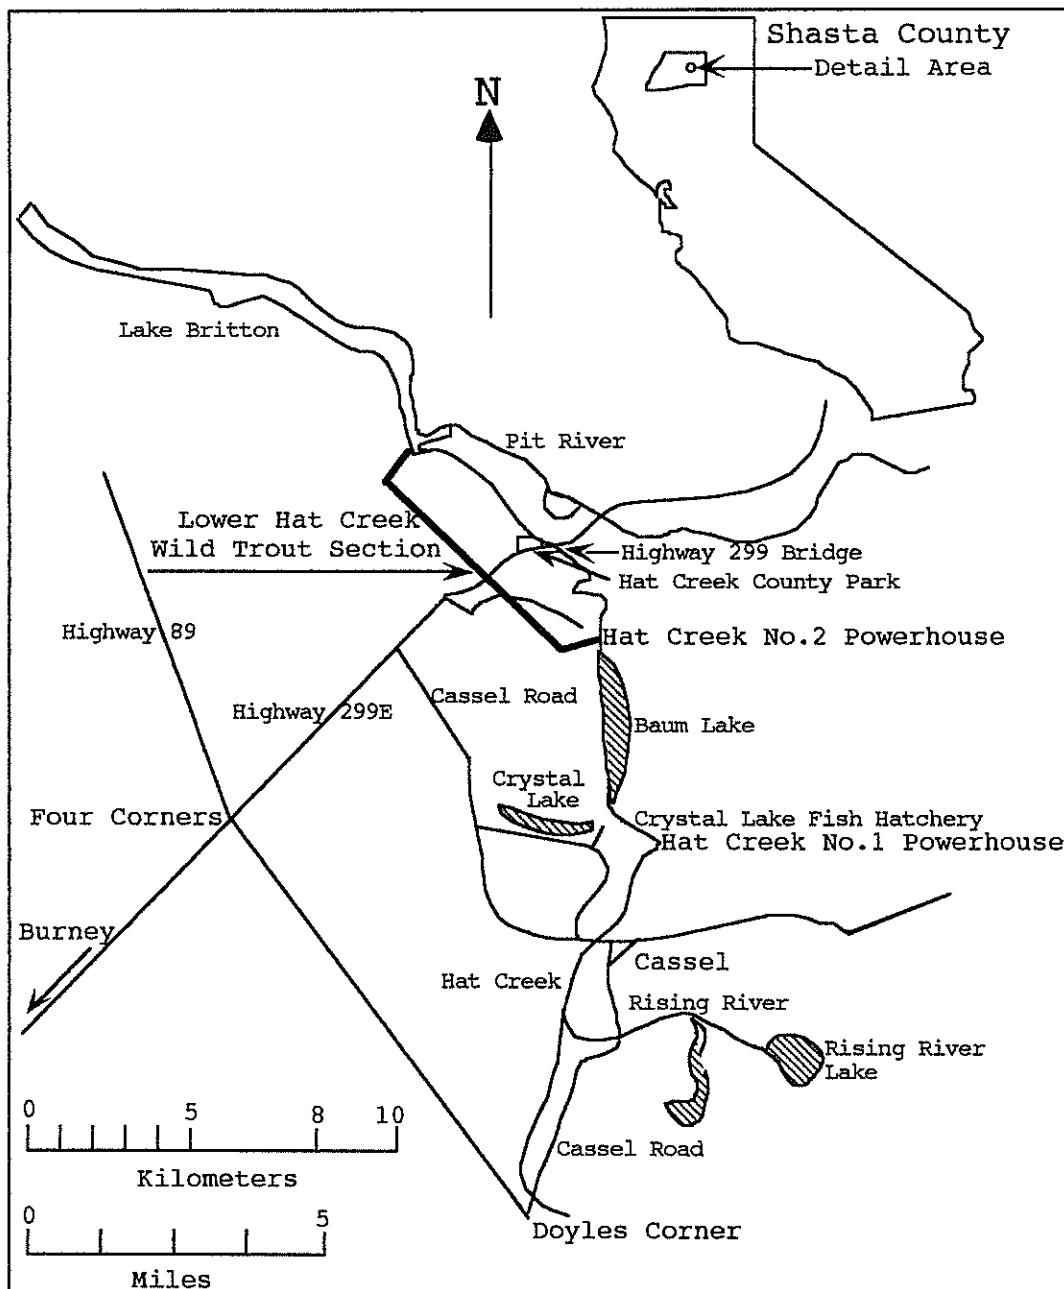 Shasta County
Detail Area
N
Lake Britton
Pit River
Lower Hat Creek
Wild Trout Section
Highway 299 Bridge
Hat Creek County Park
Highway 89
Hat Creek No.2 Powerhouse
Cassel Road
Highway 299E
Baum Lake
Crystal
Lake
Four Corners
Crystal Lake Fish Hatchery
Hat Creek No.1 Powerhouse
Burney
Cassel
Hat Creek
Rising River
Rising River
Lake
0 5 8 10
Kilometers
Cassel Road
0 5
Miles
Doyles Corner